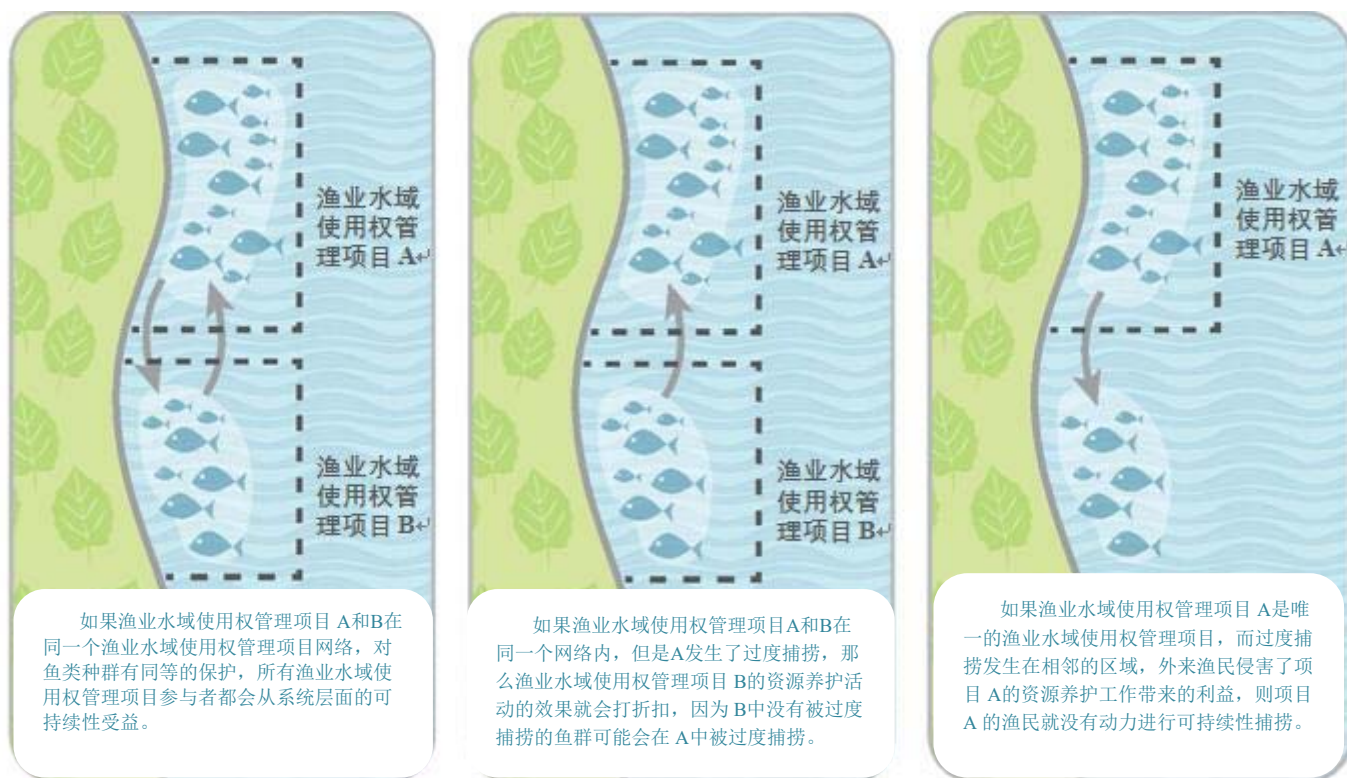 渔业水域
使用权管
理项目 A↵
渔业水域
使用权管
理项目 B↵
如果渔业水域使用权管理项目 A和B在
同一个渔业水域使用权管理项目网络，对
鱼类种群有同等的保护，所有渔业水域使
用权管理项目参与者都会从系统层面的可
持续性受益。
渔业水域
使用权管
理项目 A↵
渔业水域
使用权管
理项目 B↵
如果渔业水域使用权管理项目A和B在
同一个网络内，但是A发生了过度捕捞，那
么渔业水域使用权管理项目 B的资源养护活
动的效果就会打折扣，因为 B中没有被过度
捕捞的鱼群可能会在 A中被过度捕捞。
渔业水域
使用权管
理项目 A↵
如果渔业水域使用权管理项目 A是唯
一的渔业水域使用权管理项目，而过度捕
捞发生在相邻的区域，外来渔民侵害了项
目 A的资源养护工作带来的利益，则项目
A 的渔民就没有动力进行可持续性捕捞。